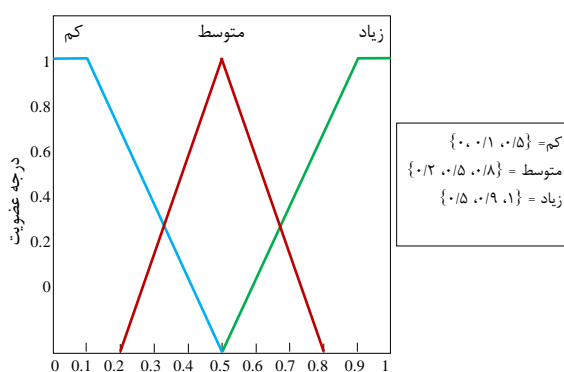 کم متوسط زیاد
1
0.8
0.6
0.4
0.2
0
درجه عضویت
0 0.1 0.2 0.3 0.4 0.5 0.6 0.7 0.8 0.9 1
کم= {۰، ۰/۱، ۰/۵}
متوسط = {۰/۲، ۰/۵، ۰/۸}
زیاد = {۰/۵، ۰/۹، ۱}